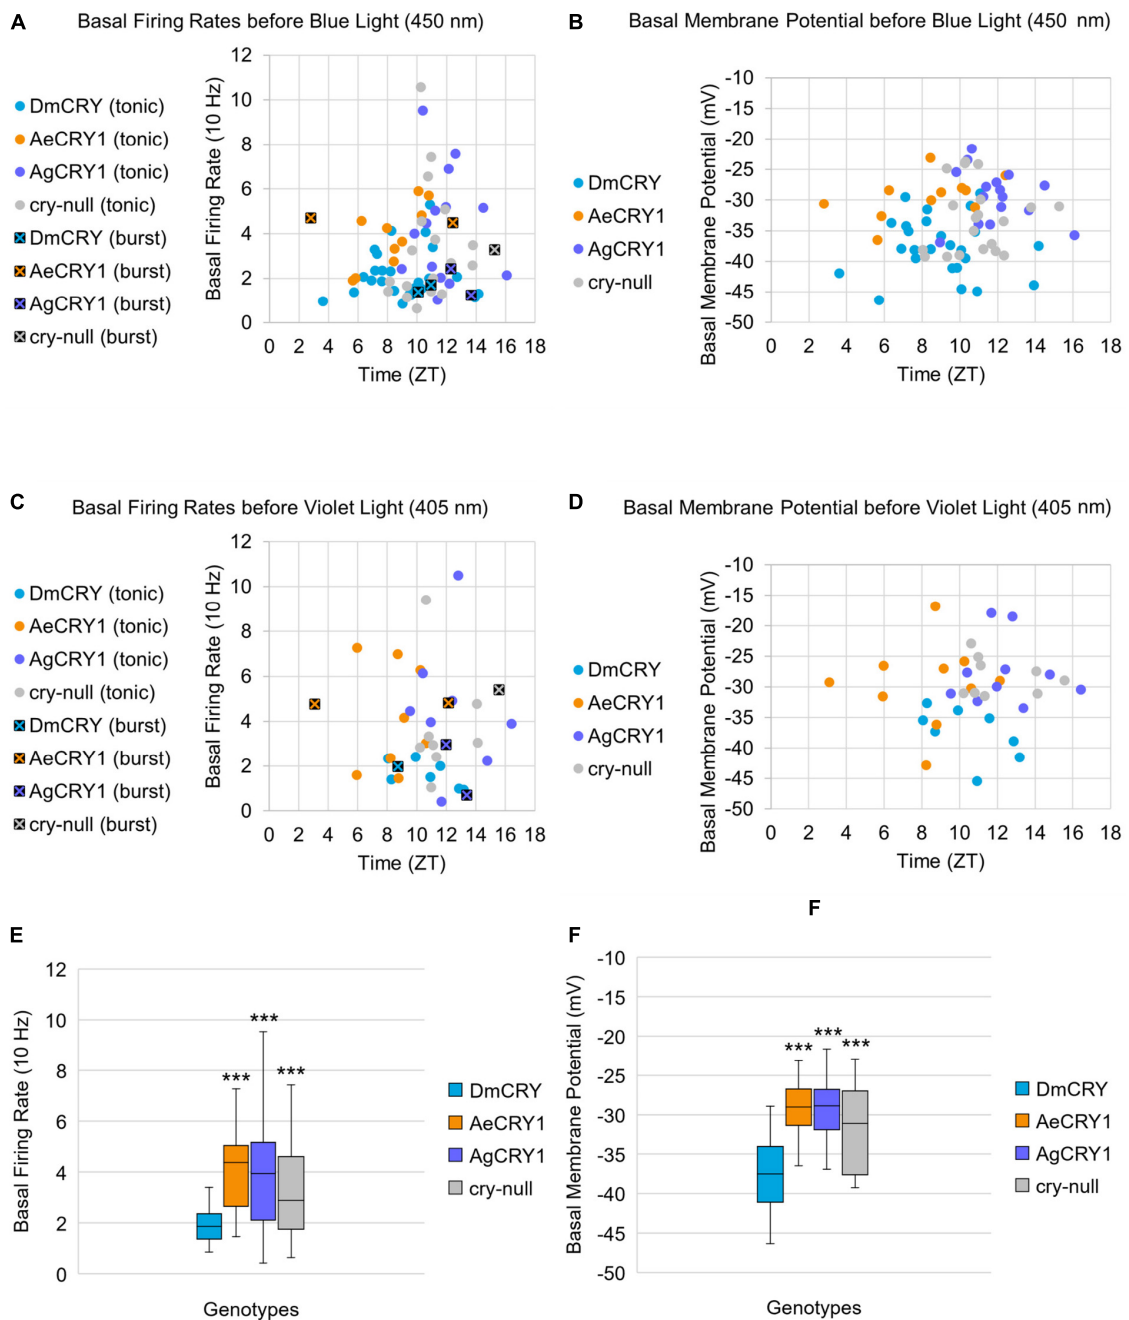 A Basal Firing Rates before Blue Light (450 nm)
Basal Firing Rate (10 Hz)
12
10
8
6
4
2
0
0 2 4 6 8 10 12 14 16 18
Time (ZT)
DmCRY (tonic)
AeCRY1 (tonic)
AgCRY1 (tonic)
cry-null (tonic)
DmCRY (burst)
AeCRY1 (burst)
AgCRY1 (burst)
cry-null (burst)
B Basal Membrane Potential before Blue Light (450 nm)
Basal Membrane Potential (mV)
-10
-15
-20
-25
-30
-35
-40
-45
-50
0 2 4 6 8 10 12 14 16 18
Time (ZT)
DmCRY
AeCRY1
AgCRY1
cry-null
C Basal Firing Rates before Violet Light (405 nm)
Basal Firing Rate (10 Hz)
12
10
8
6
4
2
0
0 2 4 6 8 10 12 14 16 18
Time (ZT)
DmCRY (tonic)
AeCRY1 (tonic)
AgCRY1 (tonic)
cry-null (tonic)
DmCRY (burst)
AeCRY1 (burst)
AgCRY1 (burst)
cry-null (burst)
D Basal Membrane Potential before Violet Light (405 nm)
Basal Membrane Potential (mV)
-10
-15
-20
-25
-30
-35
-40
-45
-50
0 2 4 6 8 10 12 14 16 18
Time (ZT)
DmCRY
AeCRY1
AgCRY1
cry-null
F
E
Basal Firing Rate (10 Hz)
12
10
8
6
4
2
0
***
***
***
Genotypes
DmCRY
AeCRY1
AgCRY1
cry-null
F
Basal Membrane Potential (mV)
-10
-15
-20
-25
-30
-35
-40
-45
-50
***
***
***
Genotypes
DmCRY
AeCRY1
AgCRY1
cry-null